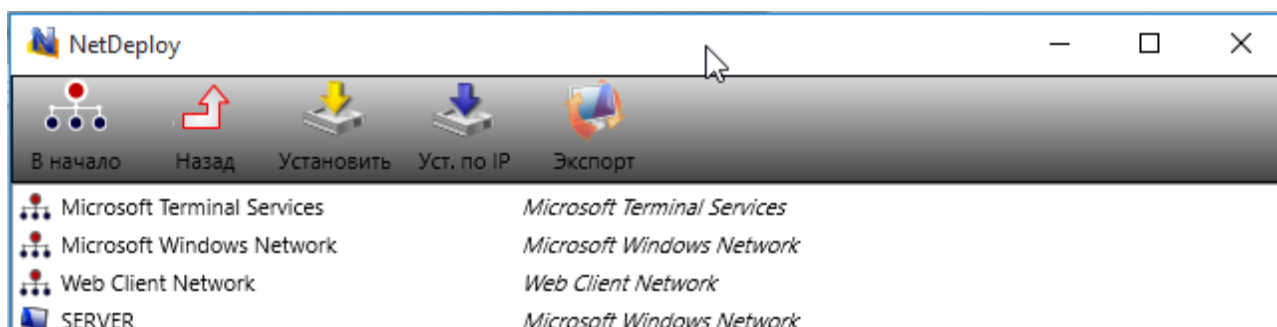 NetDeploy
В начало Назад Установить Уст. по IP Экспорт
Microsoft Terminal Services Microsoft Terminal Services
Microsoft Windows Network Microsoft Windows Network
Web Client Network Web Client Network
SERVER Microsoft Windows Network